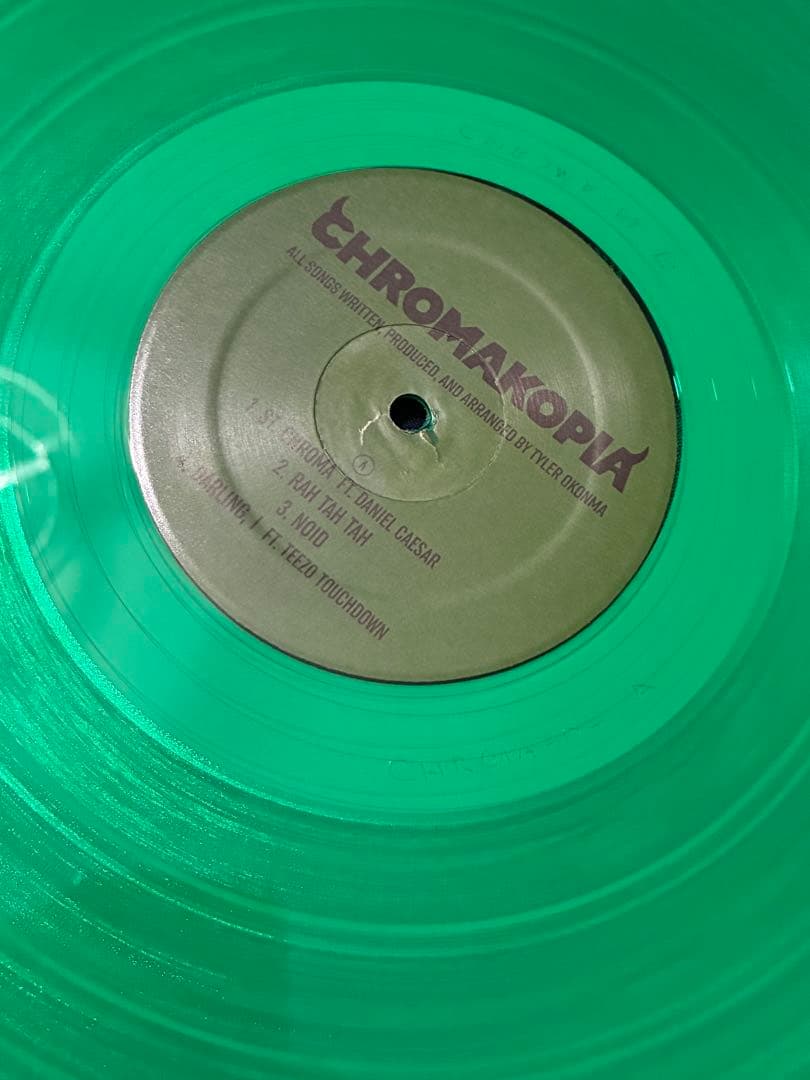 CHROMAKOPIA
ALL SONGS WRITTEN, PRODUCED, AND ARRANGED BY TYLER OKONMA
A
1. ST. CHROMA FT. DANIEL CAESAR
2. RAH TAH TAH
3. NOID
4. DARLING, I FT. TEEZO TOUCHDOWN